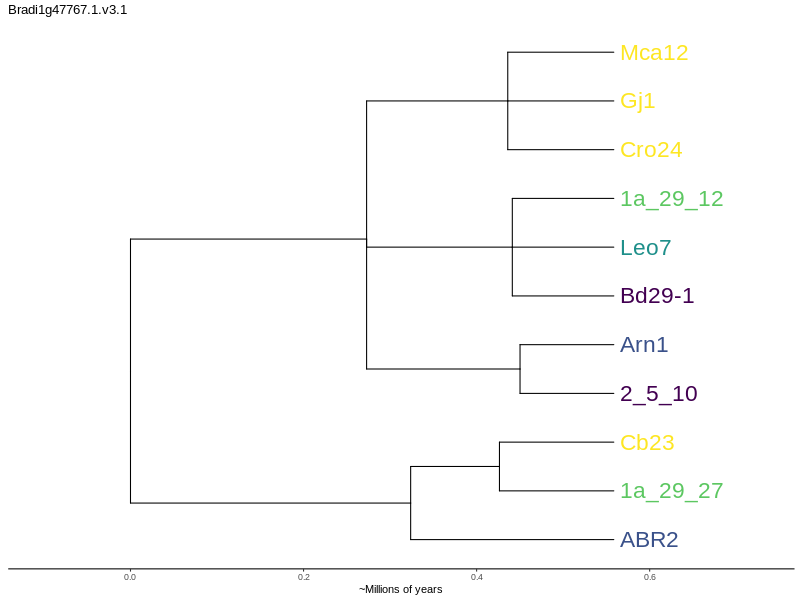 Bradi1g47767.1.v3.1
Mca12
Gj1
Cro24
1a_29_12
Leo7
Bd29-1
Arn1
2_5_10
Cb23
1a_29_27
ABR2
0.0 0.2 0.4 0.6
~Millions of years